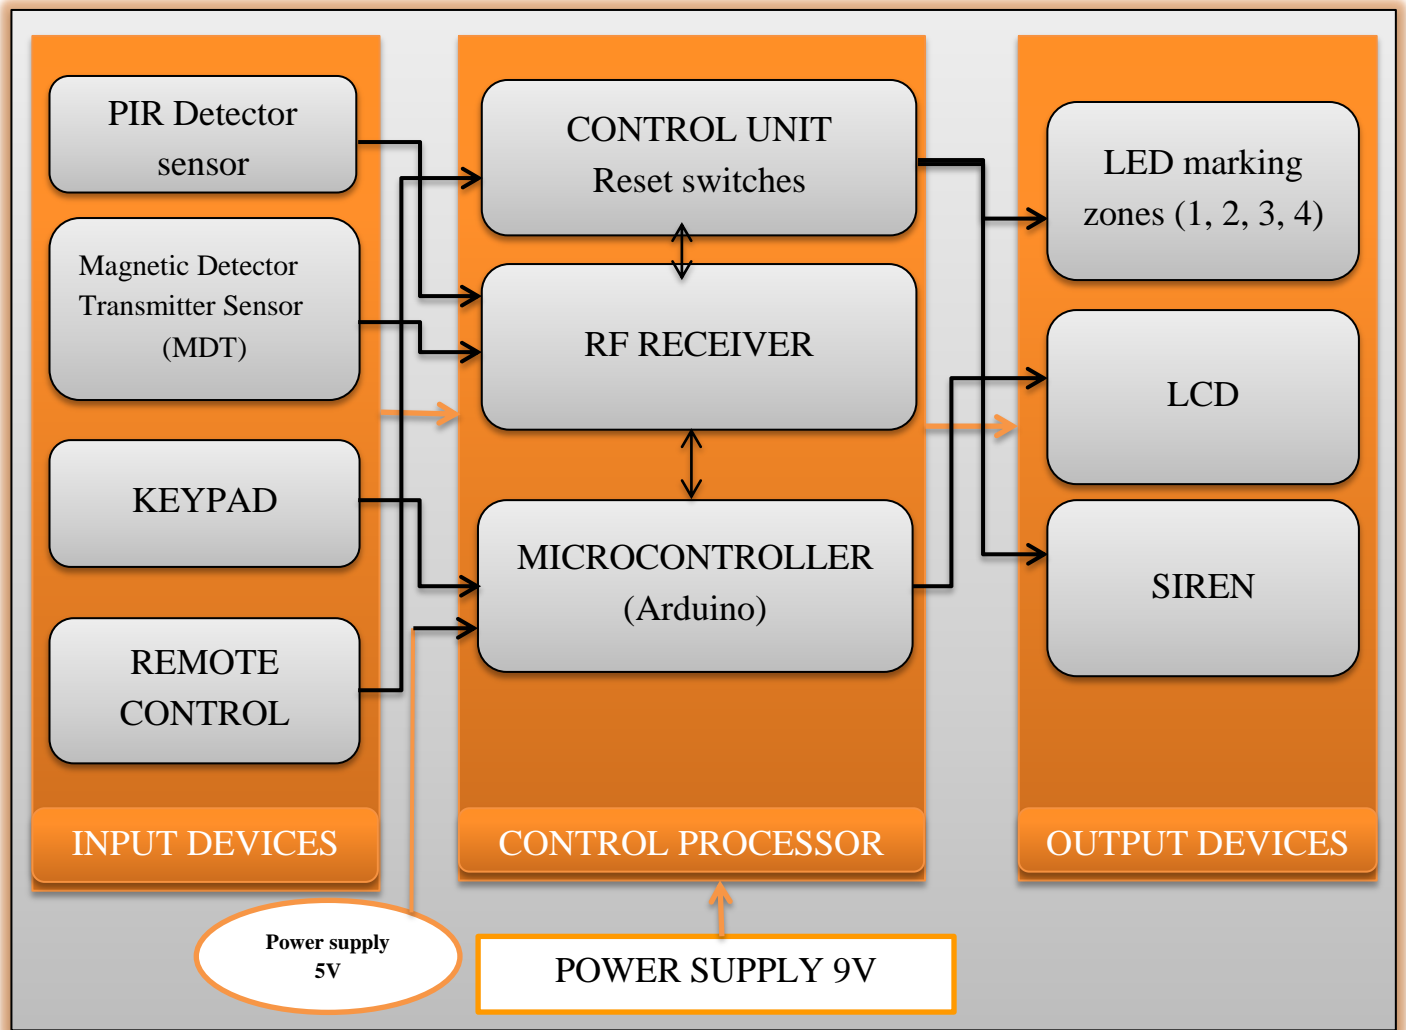 PIR Detector
sensor
Magnetic Detector
Transmitter Sensor
(MDT)
KEYPAD
REMOTE
CONTROL
INPUT DEVICES
CONTROL UNIT
Reset switches
RF RECEIVER
MICROCONTROLLER
(Arduino)
CONTROL PROCESSOR
LED marking
zones (1, 2, 3, 4)
LCD
SIREN
OUTPUT DEVICES
Power supply
5V
POWER SUPPLY 9V